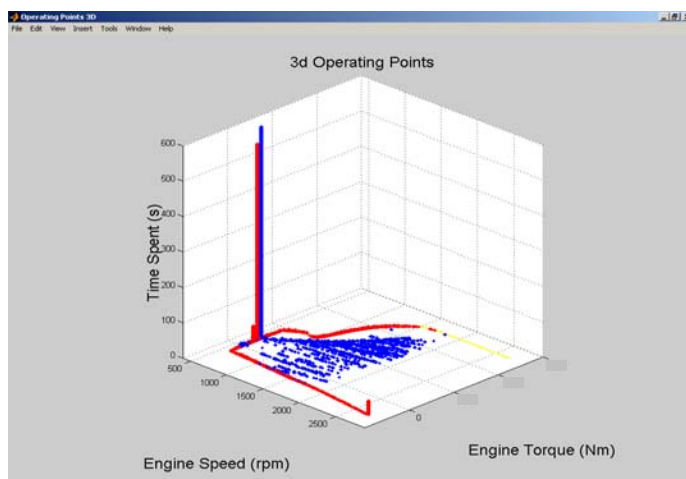 Operating Points 3D
File Edit View Insert Tools Window Help
3d Operating Points
600
500
400
300
200
100
0
Time Spent (s)
500
1000
1500
2000
2500
0
Engine Speed (rpm)
Engine Torque (Nm)